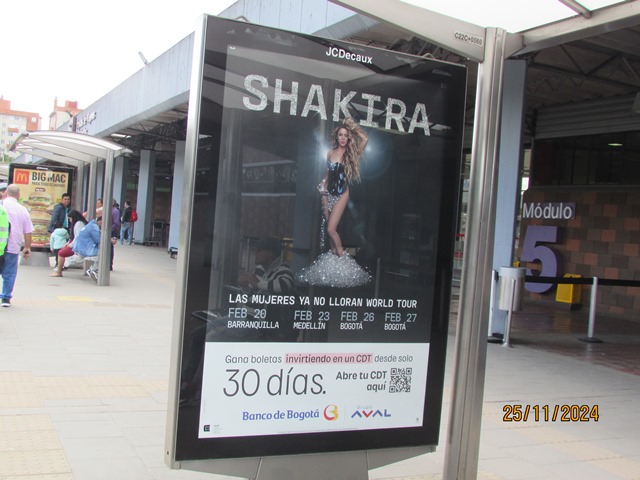 C22C+0560
JCDecaux
SHAKIRA
BIG MAC
Módulo
5
LAS MUJERES YA NO LLORAN WORLD TOUR
FEB 20 FEB 23 FEB 26 FEB 27
BARRANQUILLA MEDELLÍN BOGOTÁ BOGOTÁ
Gana boletas invirtiendo en un CDT desde solo
30 días.
Abre tu CDT
aquí
Banco de Bogotá AVAL
25/11/2024